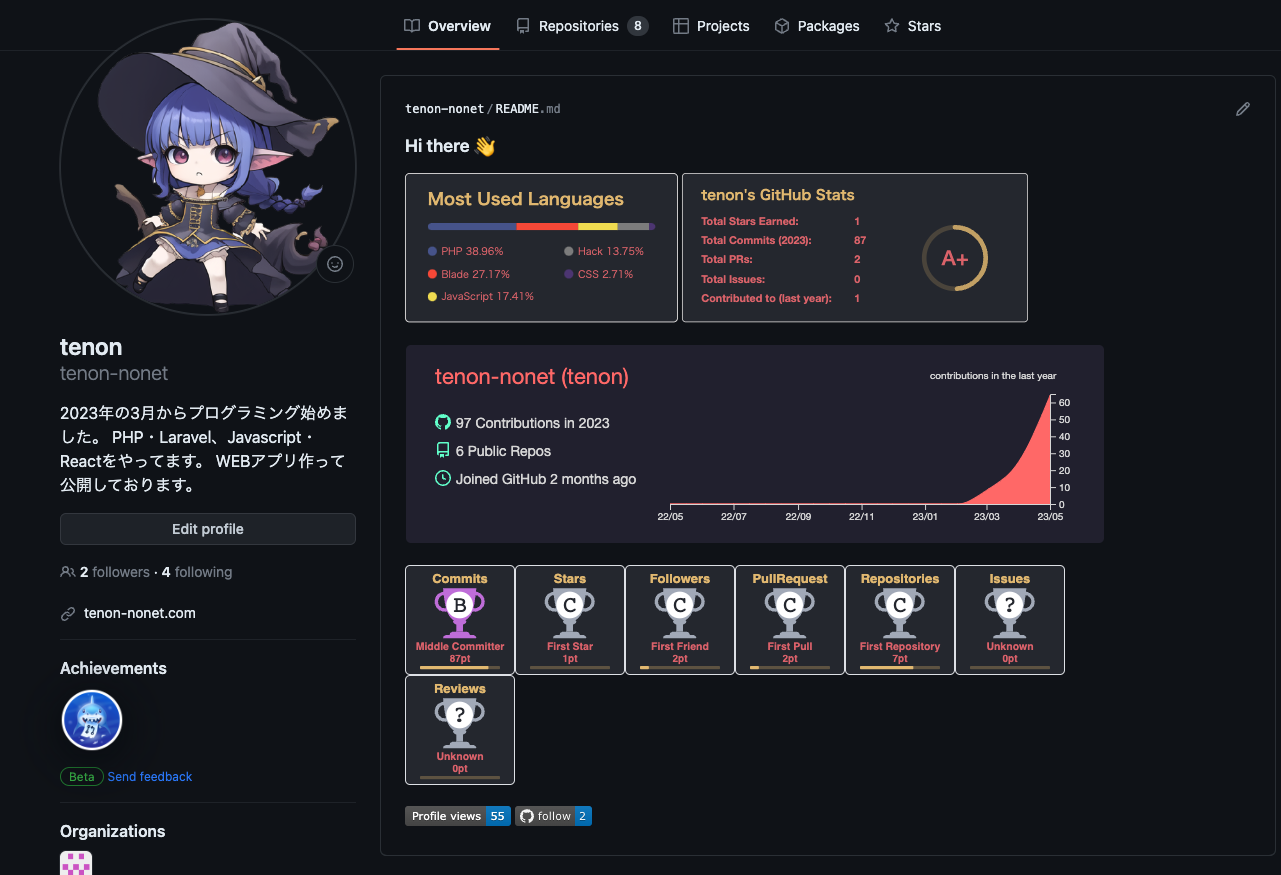 Overview
Repositories 8
Projects
Packages
Stars
tenon
tenon-nonet
2023年の3月からプログラミング始めま
した。 PHP・Laravel、Javascript・
Reactをやってます。 WEBアプリ作って
公開しております。
Edit profile
2 followers · 4 following
tenon-nonet.com
Achievements
Beta Send feedback
Organizations
tenon-nonet/README.md
Hi there 👋
Most Used Languages
PHP 38.96%
Blade 27.17%
JavaScript 17.41%
Hack 13.75%
CSS 2.71%
tenon's GitHub Stats
Total Stars Earned: 1
Total Commits (2023): 87
Total PRs: 2
Total Issues: 0
Contributed to (last year): 1
A+
tenon-nonet (tenon)
97 Contributions in 2023
6 Public Repos
Joined GitHub 2 months ago
contributions in the last year
60
50
40
30
20
10
0
22/05 22/07 22/09 22/11 23/01 23/03 23/05
Commits
B
Middle Committer
87pt
Stars
C
First Star
1pt
Followers
C
First Friend
2pt
PullRequest
C
First Pull
2pt
Repositories
C
First Repository
7pt
Issues
?
Unknown
0pt
Reviews
?
Unknown
0pt
Profile views 55
follow 2